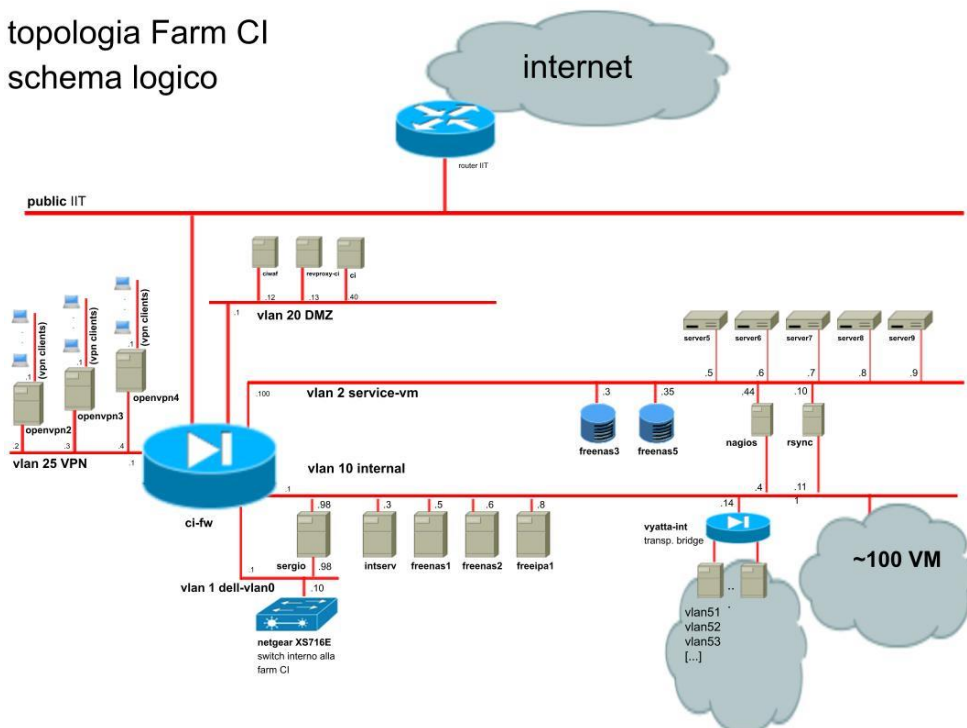 topologia Farm CI
schema logico
internet
router IIT
public IIT
ciwaf
revproxy-ci
ci
.12
.13
.40
.1
vlan 20 DMZ
(vpn clients)
(vpn clients)
(vpn clients)
.1
.1
.1
openvpn2
openvpn3
openvpn4
.2
.3
.4
.1
vlan 25 VPN
server5
server6
server7
server8
server9
.5
.6
.7
.8
.9
.100
vlan 2 service-vm
.3
.35
.44
.10
freenas3
freenas5
nagios
rsync
vlan 10 internal
.4
.11
1
.1
ci-fw
.98
.3
.5
.6
.8
.14
sergio
intserv
freenas1
freenas2
freeipa1
vyatta-int
transp. bridge
~100 VM
.98
.1
vlan 1 dell-vlan0
.10
netgear XS716E
switch interno alla
farm CI
..
.
vlan51
vlan52
vlan53
[...]